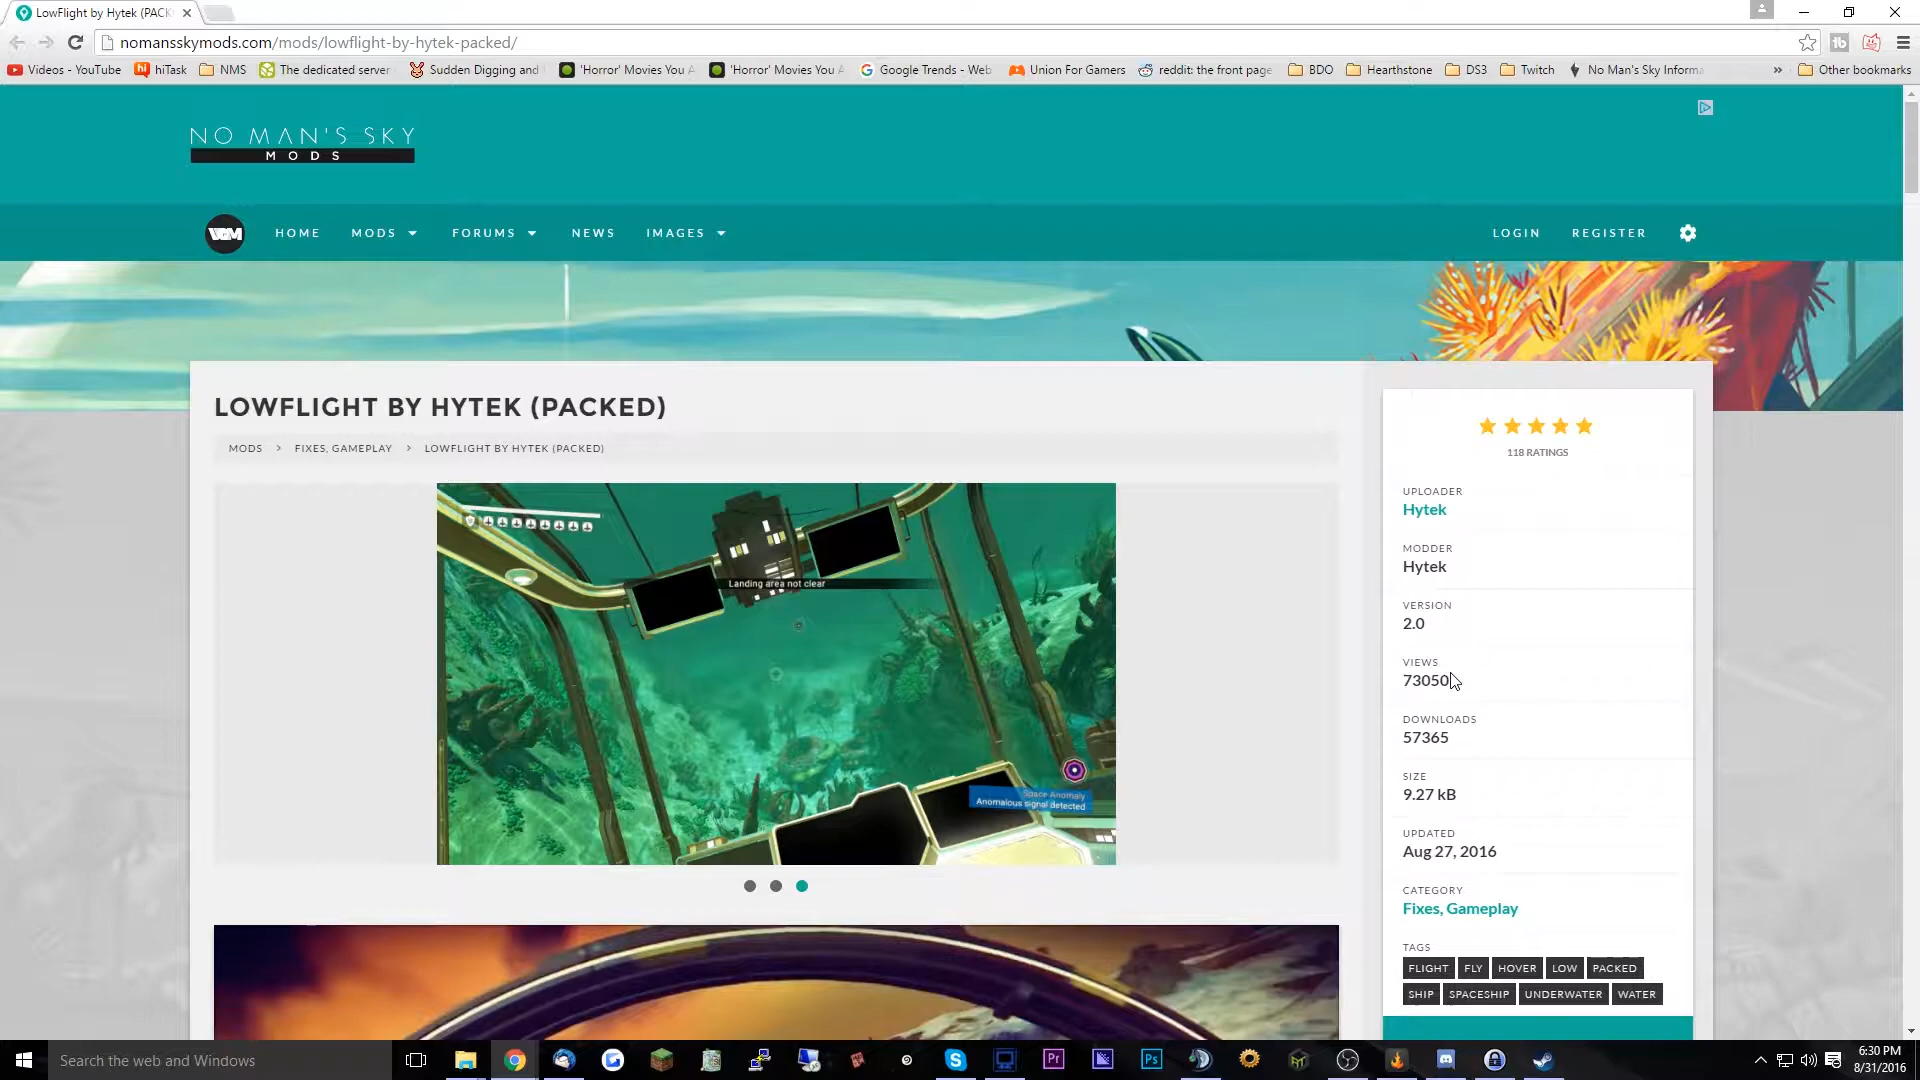 LowFlight by Hytek (PACK
nomansskymods.com/mods/lowflight-by-hytek-packed/
Videos - YouTube
hiTask
NMS
The dedicated server
Sudden Digging and
'Horror' Movies You A
'Horror' Movies You A
Google Trends - Web
Union For Gamers
reddit: the front page
BDO
Hearthstone
DS3
Twitch
No Man's Sky Informa
» Other bookmarks
NO MAN'S SKY
MODS
VGM HOME MODS FORUMS NEWS IMAGES LOGIN REGISTER
LOWFLIGHT BY HYTEK (PACKED)
MODS > FIXES, GAMEPLAY > LOWFLIGHT BY HYTEK (PACKED)
Landing area not clear
Space Anomaly
Anomalous signal detected
118 RATINGS
UPLOADER
Hytek
MODDER
Hytek
VERSION
2.0
VIEWS
73050
DOWNLOADS
57365
SIZE
9.27 kB
UPDATED
Aug 27, 2016
CATEGORY
Fixes, Gameplay
TAGS
FLIGHT FLY HOVER LOW PACKED
SHIP SPACESHIP UNDERWATER WATER
Search the web and Windows
Pr
Ps
6:30 PM
8/31/2016